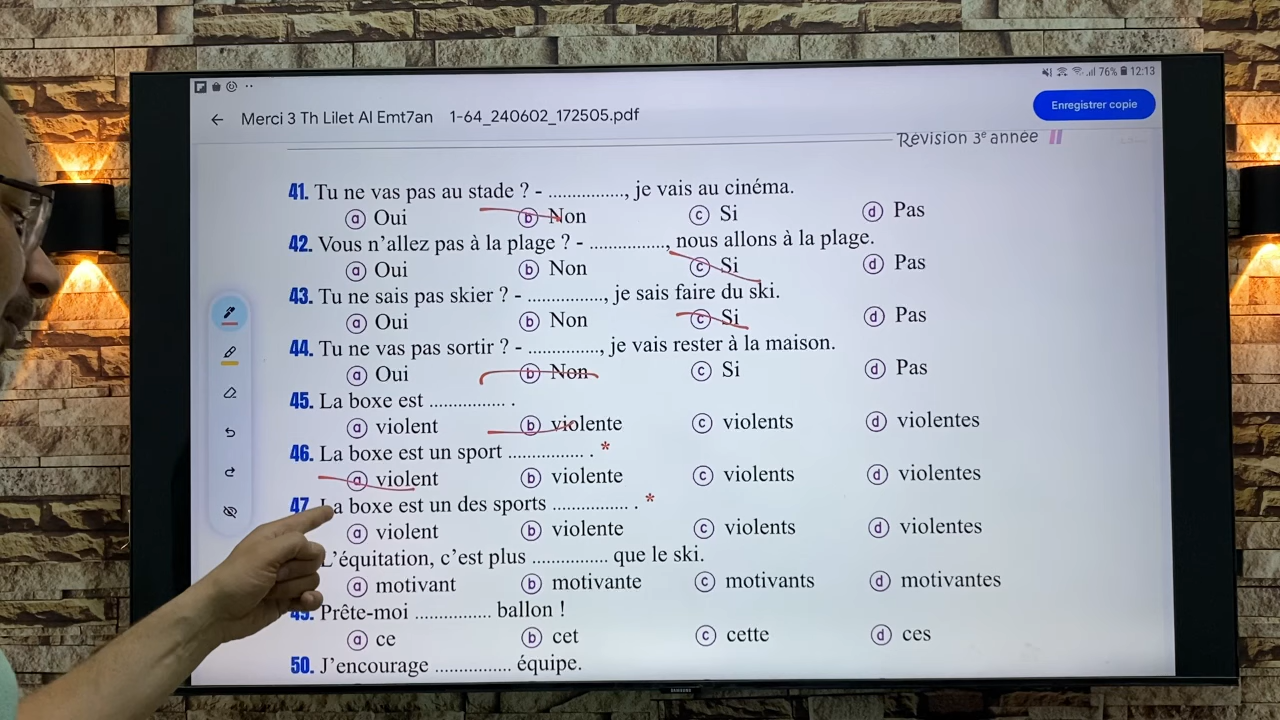 76% 12:13
Merci 3 Th Lilet Al Emt7an 1-64_240602_172505.pdf
Enregistrer copie
Révision 3e année
41. Tu ne vas pas au stade ? - ..............., je vais au cinéma.
a Oui b Non c Si d Pas
42. Vous n'allez pas à la plage ? - ..............., nous allons à la plage.
a Oui b Non c Si d Pas
43. Tu ne sais pas skier ? - ..............., je sais faire du ski.
a Oui b Non c Si d Pas
44. Tu ne vas pas sortir ? - ..............., je vais rester à la maison.
a Oui b Non c Si d Pas
45. La boxe est ............... .
a violent b violente c violents d violentes
46. La boxe est un sport ............... . *
a violent b violente c violents d violentes
47. La boxe est un des sports ............... . *
a violent b violente c violents d violentes
L'équitation, c'est plus ............... que le ski.
a motivant b motivante c motivants d motivantes
49. Prête-moi ............... ballon !
a ce b cet c cette d ces
50. J'encourage ............... équipe.
SAMSUNG